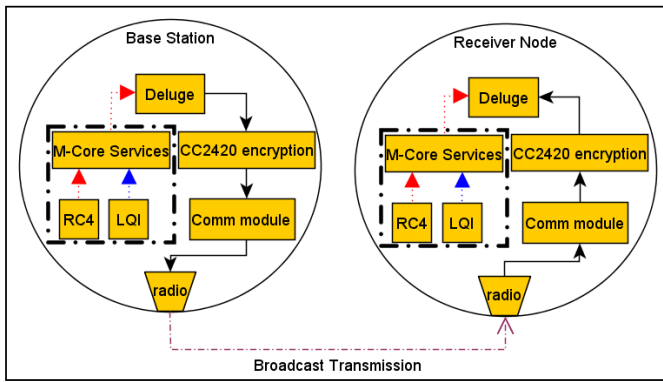 Base Station
Deluge
M-Core Services
CC2420 encryption
RC4
LQI
Comm module
radio
Receiver Node
Deluge
M-Core Services
CC2420 encryption
RC4
LQI
Comm module
radio
Broadcast Transmission